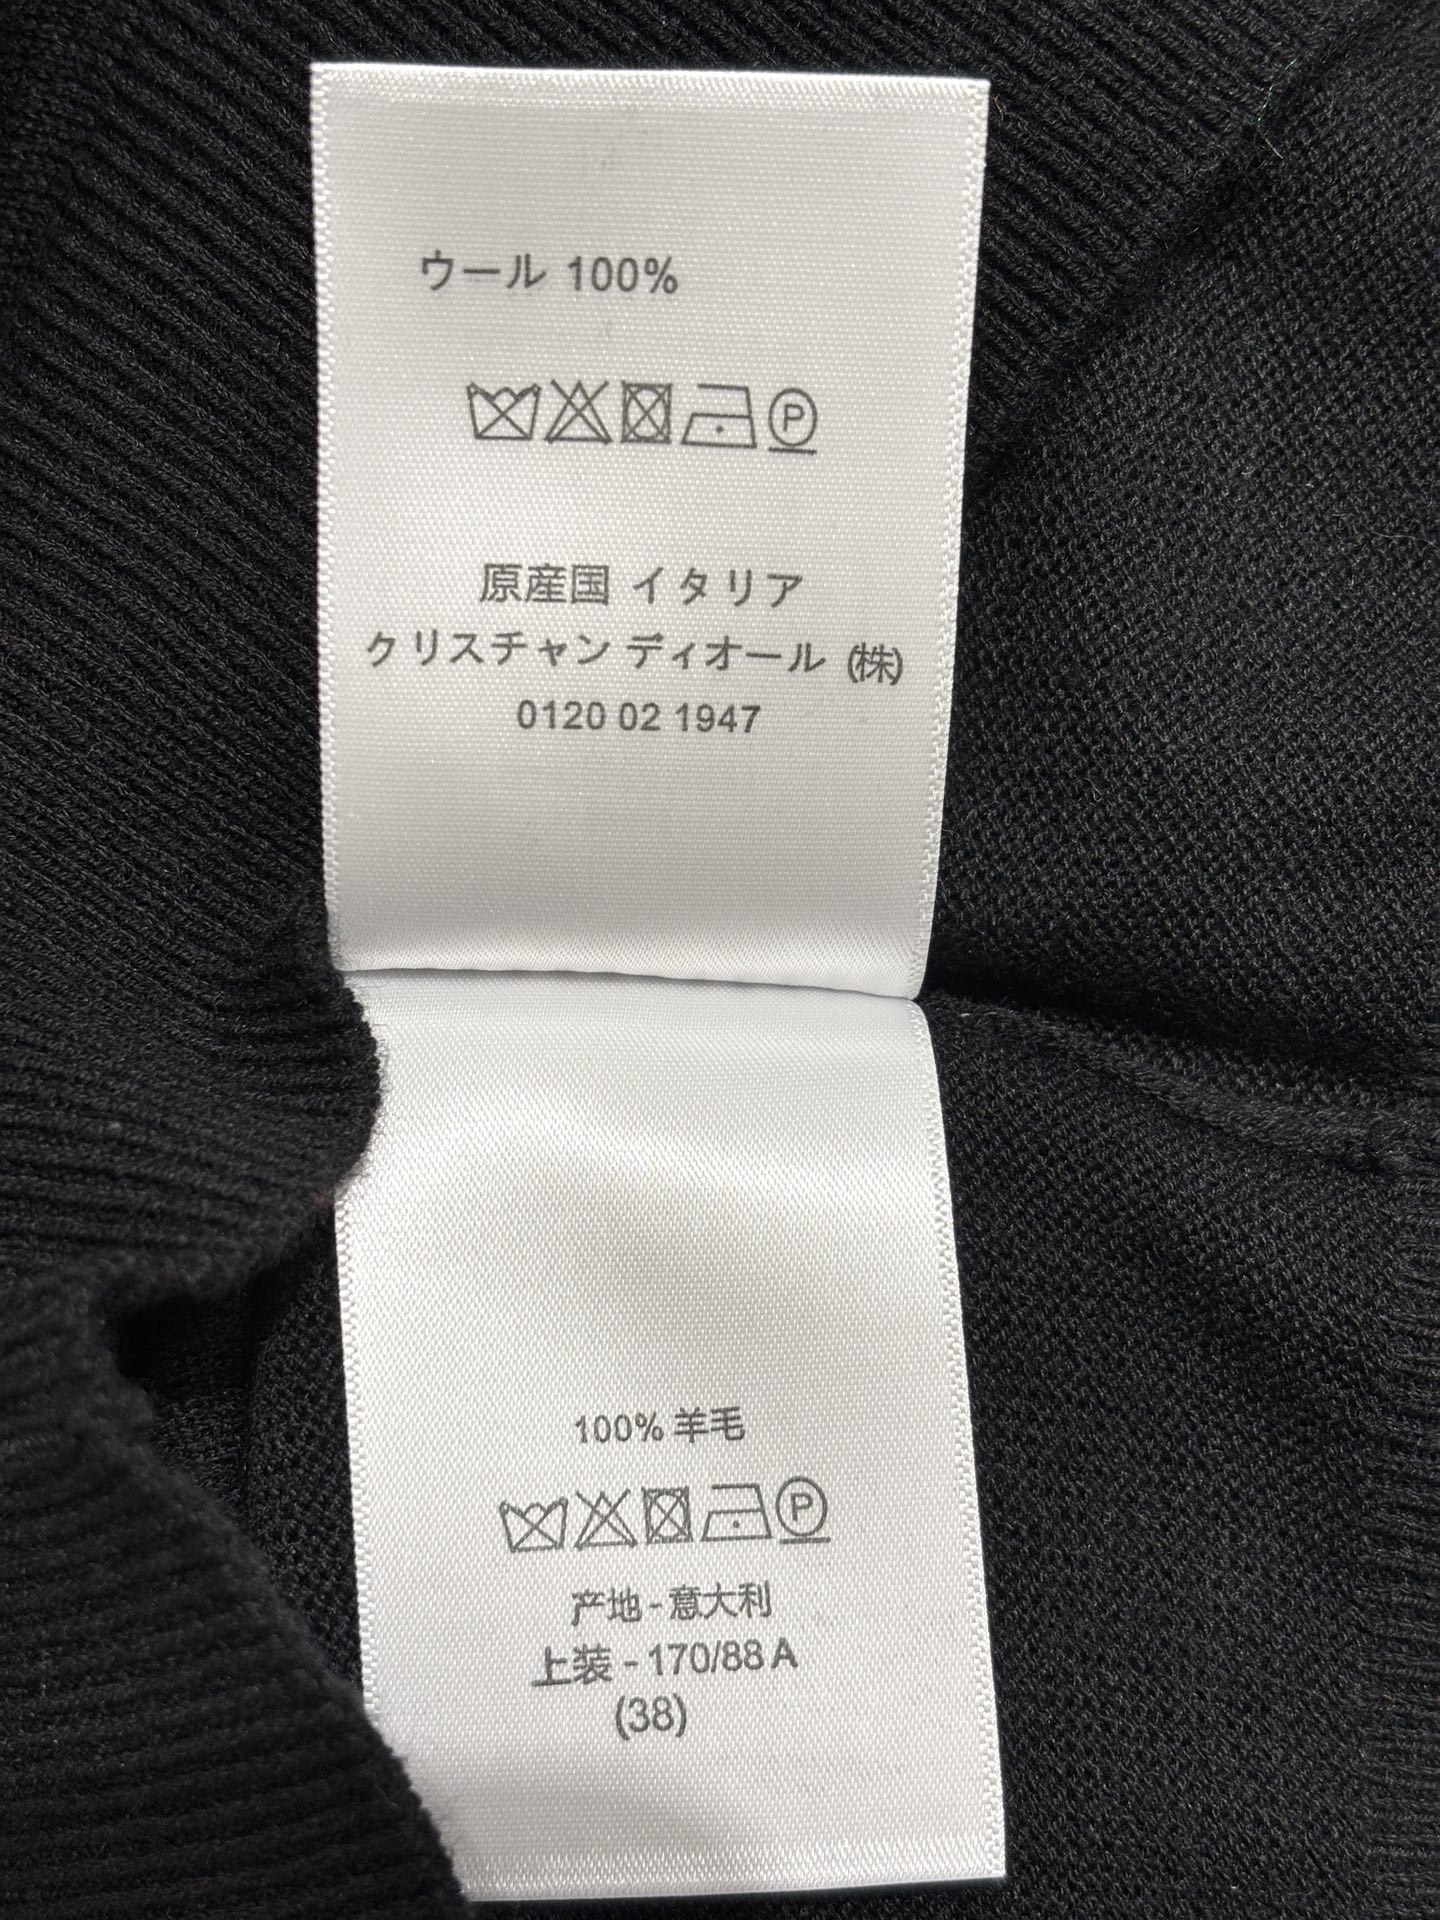 ウール 100%
P
原産国 イタリア
クリスチャン ディオール (株)
0120 02 1947
100% 羊毛
P
产地 - 意大利
上装 - 170/88 A
(38)